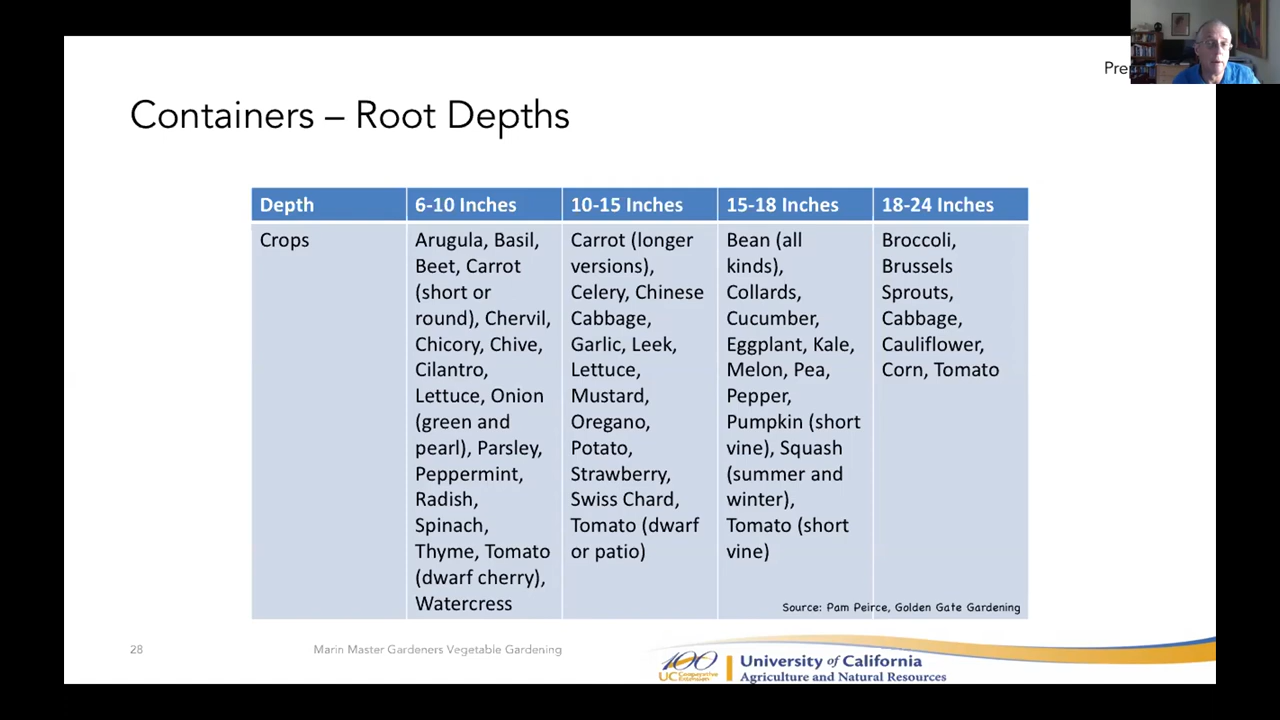 Pre
Containers – Root Depths
Depth
6-10 Inches
10-15 Inches
15-18 Inches
18-24 Inches
Crops
Arugula, Basil,
Beet, Carrot
(short or
round), Chervil,
Chicory, Chive,
Cilantro,
Lettuce, Onion
(green and
pearl), Parsley,
Peppermint,
Radish,
Spinach,
Thyme, Tomato
(dwarf cherry),
Watercress
Carrot (longer
versions),
Celery, Chinese
Cabbage,
Garlic, Leek,
Lettuce,
Mustard,
Oregano,
Potato,
Strawberry,
Swiss Chard,
Tomato (dwarf
or patio)
Bean (all
kinds),
Collards,
Cucumber,
Eggplant, Kale,
Melon, Pea,
Pepper,
Pumpkin (short
vine), Squash
(summer and
winter),
Tomato (short
vine)
Broccoli,
Brussels
Sprouts,
Cabbage,
Cauliflower,
Corn, Tomato
Source: Pam Peirce, Golden Gate Gardening
28
Marin Master Gardeners Vegetable Gardening
100
UC Cooperative Extension
University of California
Agriculture and Natural Resources